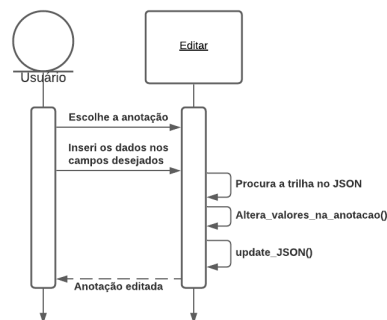 Usuário
Editar
Escolhe a anotação
Inseri os dados nos
campos desejados
Procura a trilha no JSON
Altera_valores_na_anotacao()
update_JSON()
Anotação editada